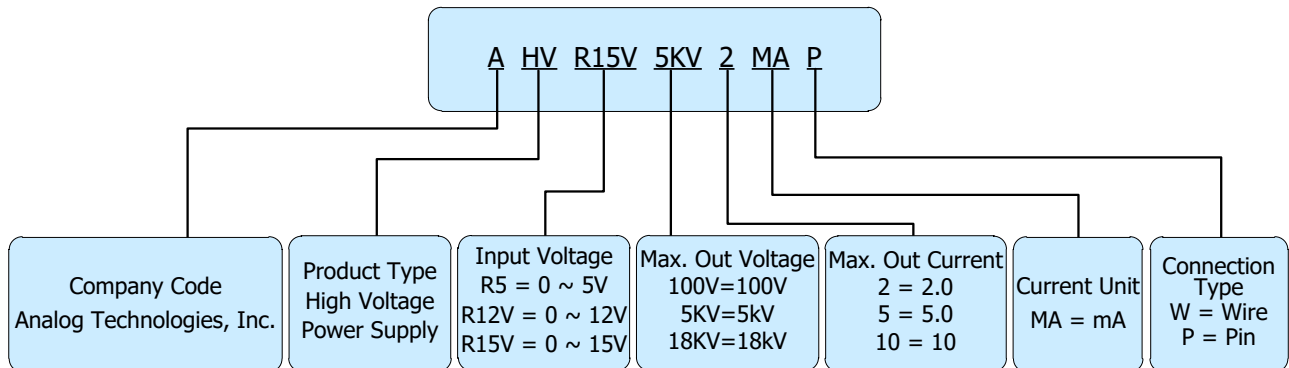 A HV R15V 5KV 2 MA P
Company Code
Analog Technologies, Inc.
Product Type
High Voltage
Power Supply
Input Voltage
R5 = 0 ~ 5V
R12V = 0 ~ 12V
R15V = 0 ~ 15V
Max. Out Voltage
100V=100V
5KV=5kV
18KV=18kV
Max. Out Current
2 = 2.0
5 = 5.0
10 = 10
Current Unit
MA = mA
Connection
Type
W = Wire
P = Pin